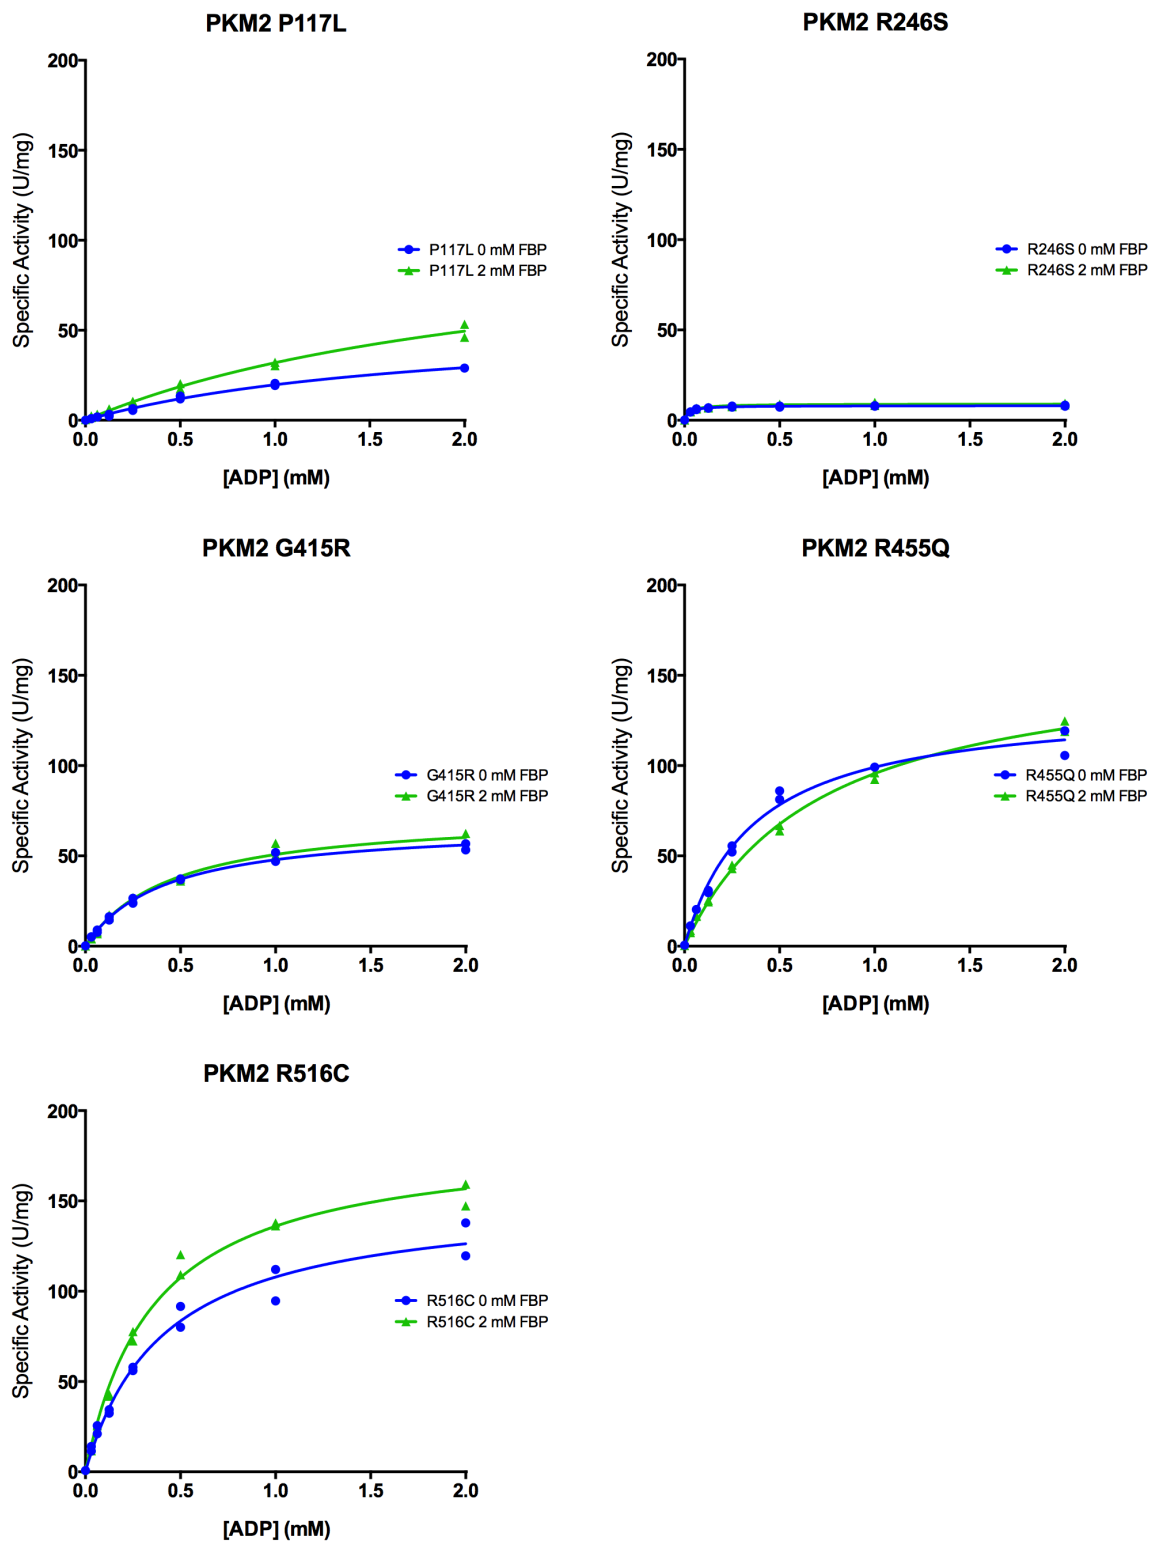 PKM2 P117L
200
150
100
50
0
Specific Activity (U/mg)
P117L 0 mM FBP
P117L 2 mM FBP
0.0 0.5 1.0 1.5 2.0
[ADP] (mM)
PKM2 R246S
200
150
100
50
0
Specific Activity (U/mg)
R246S 0 mM FBP
R246S 2 mM FBP
0.0 0.5 1.0 1.5 2.0
[ADP] (mM)
PKM2 G415R
200
150
100
50
0
Specific Activity (U/mg)
G415R 0 mM FBP
G415R 2 mM FBP
0.0 0.5 1.0 1.5 2.0
[ADP] (mM)
PKM2 R455Q
200
150
100
50
0
Specific Activity (U/mg)
R455Q 0 mM FBP
R455Q 2 mM FBP
0.0 0.5 1.0 1.5 2.0
[ADP] (mM)
PKM2 R516C
200
150
100
50
0
Specific Activity (U/mg)
R516C 0 mM FBP
R516C 2 mM FBP
0.0 0.5 1.0 1.5 2.0
[ADP] (mM)